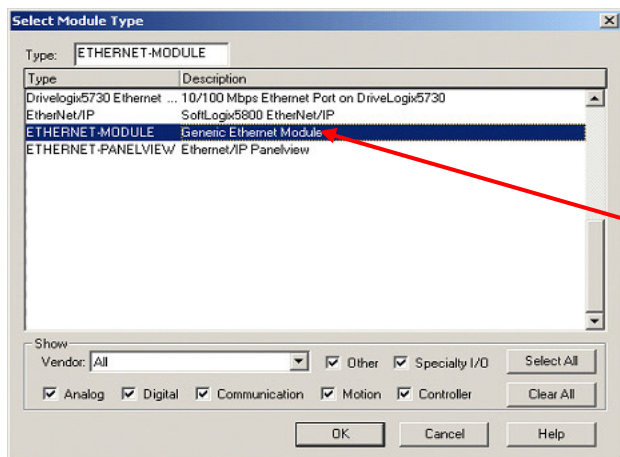 Select Module Type
Type: ETHERNET-MODULE
Type Description
Drivelogix5730 Ethernet ... 10/100 Mbps Ethernet Port on DriveLogix5730
EtherNet/IP SoftLogix5800 EtherNet/IP
ETHERNET-MODULE Generic Ethernet Module
ETHERNET-PANELVIEW Ethernet/IP Panelview
Show
Vendor: All Other Specialty I/O Select All
Analog Digital Communication Motion Controller Clear All
OK Cancel Help